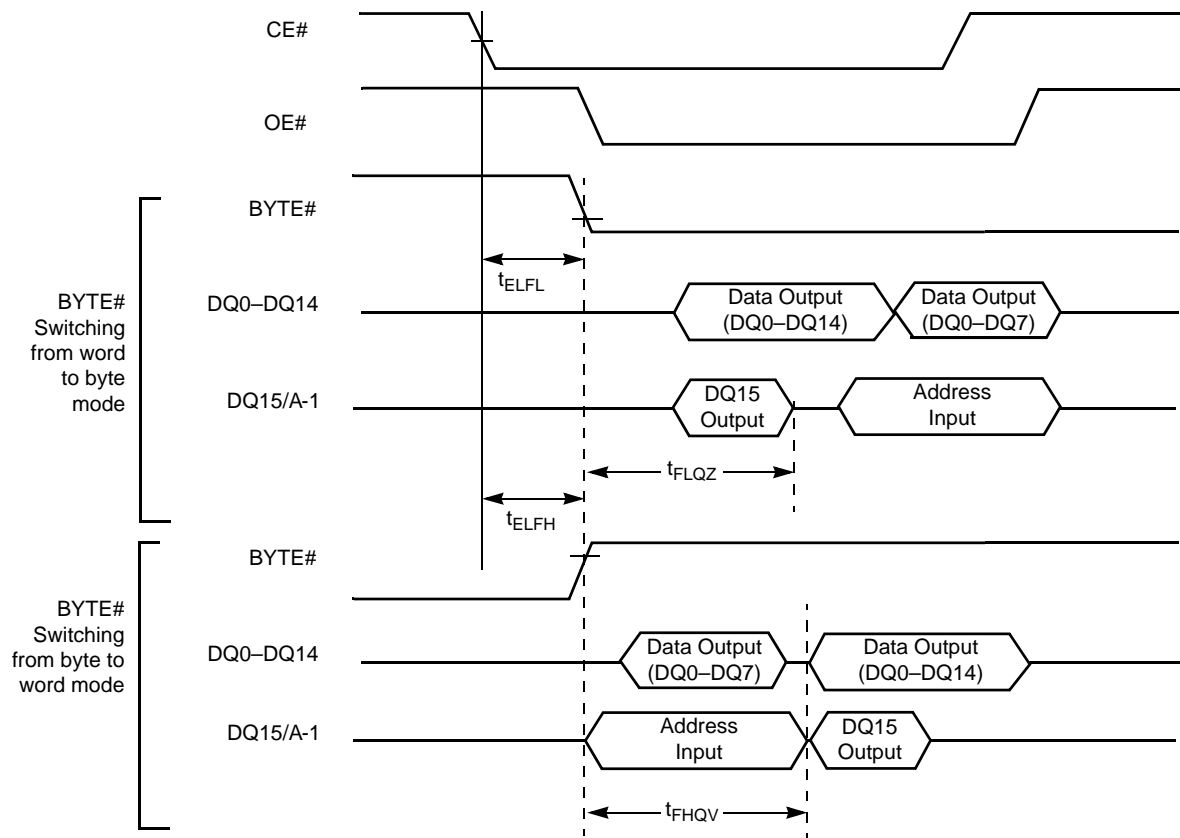 CE#
OE#
BYTE#
tELFL
BYTE#
Switching
from word
to byte
mode
DQ0–DQ14
Data Output
(DQ0–DQ14)
Data Output
(DQ0–DQ7)
DQ15/A-1
DQ15
Output
Address
Input
tFLQZ
tELFH
BYTE#
BYTE#
Switching
from byte to
word mode
DQ0–DQ14
Data Output
(DQ0–DQ7)
Data Output
(DQ0–DQ14)
DQ15/A-1
Address
Input
DQ15
Output
tFHQV